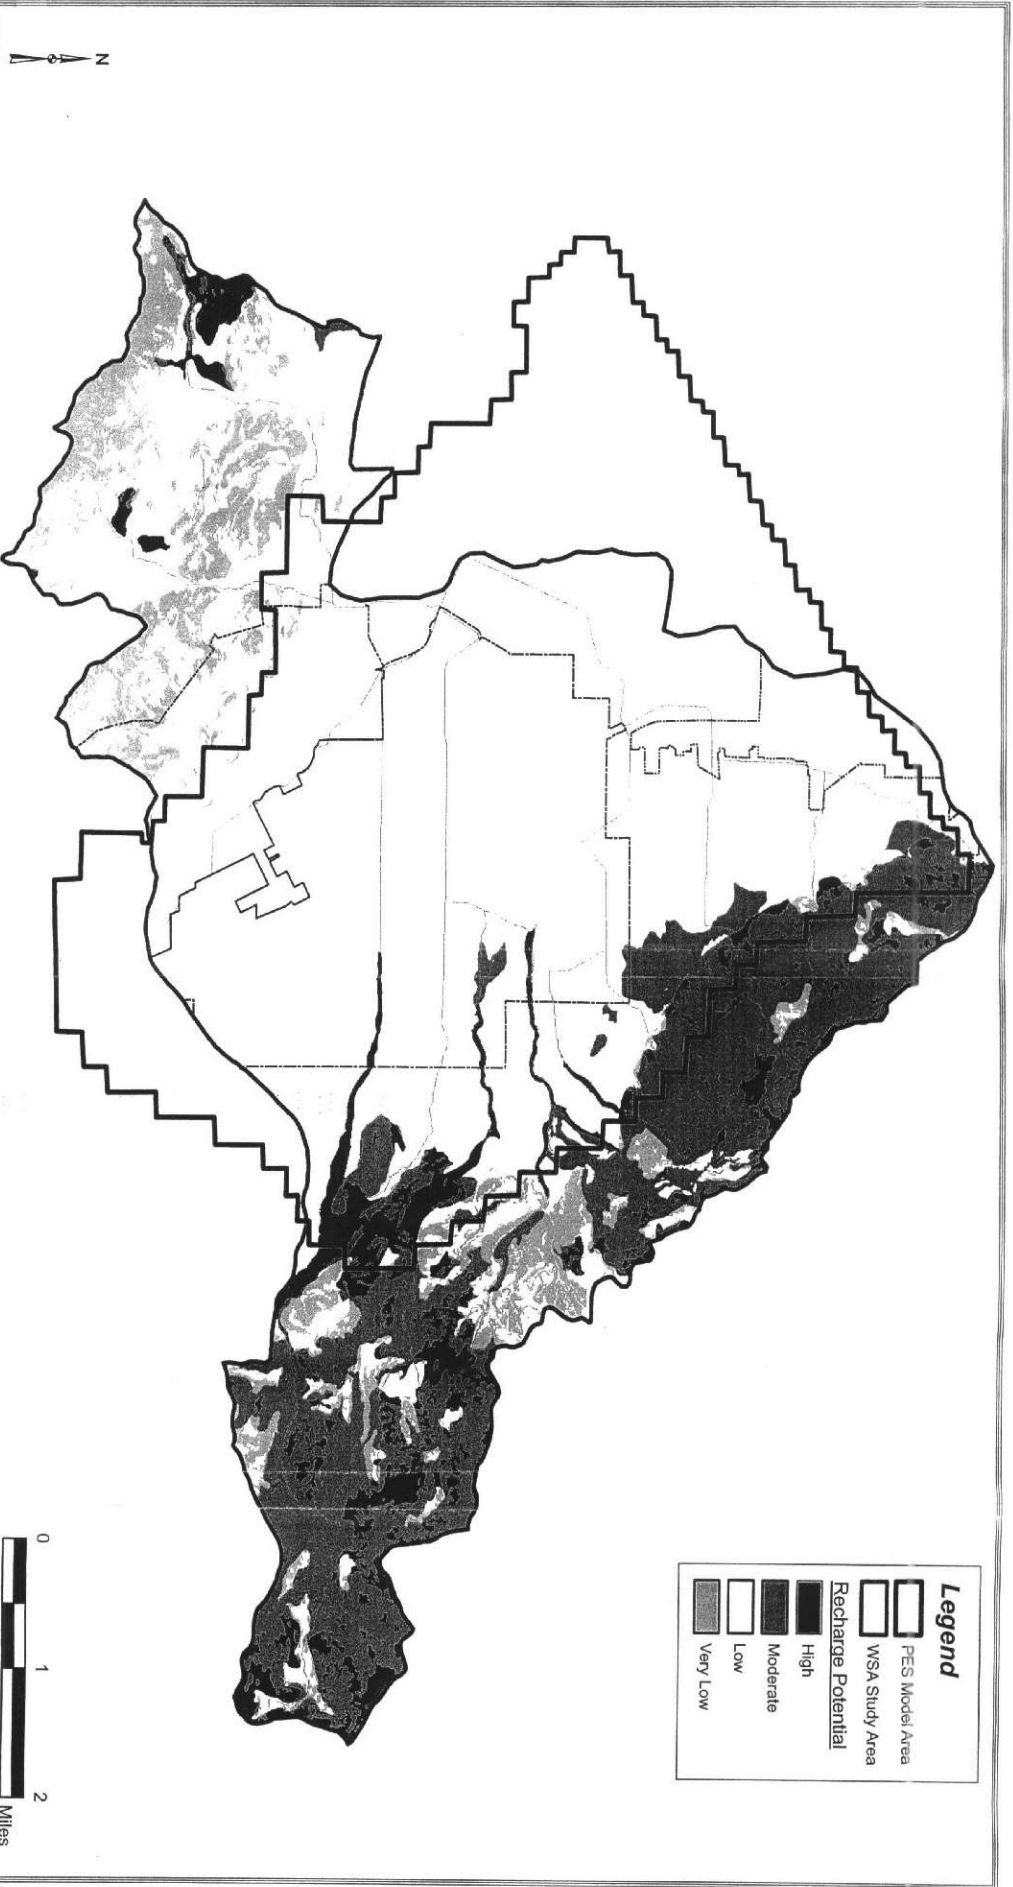 N
Legend
PES Model Area
WSA Study Area
Recharge Potential
High
Moderate
Low
Very Low
0 1 2
Miles